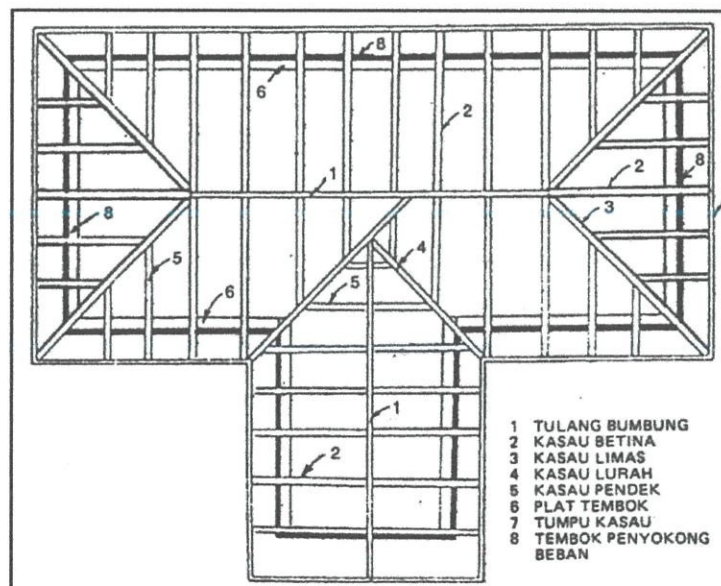 8
6
2
1
2
8
3
8
4
5
5
6
1
2
1 TULANG BUMBUNG
2 KASAU BETINA
3 KASAU LIMAS
4 KASAU LURAH
5 KASAU PENDEK
6 PLAT TEMBOK
7 TUMPU KASAU
8 TEMBOK PENYOKONG
BEBAN